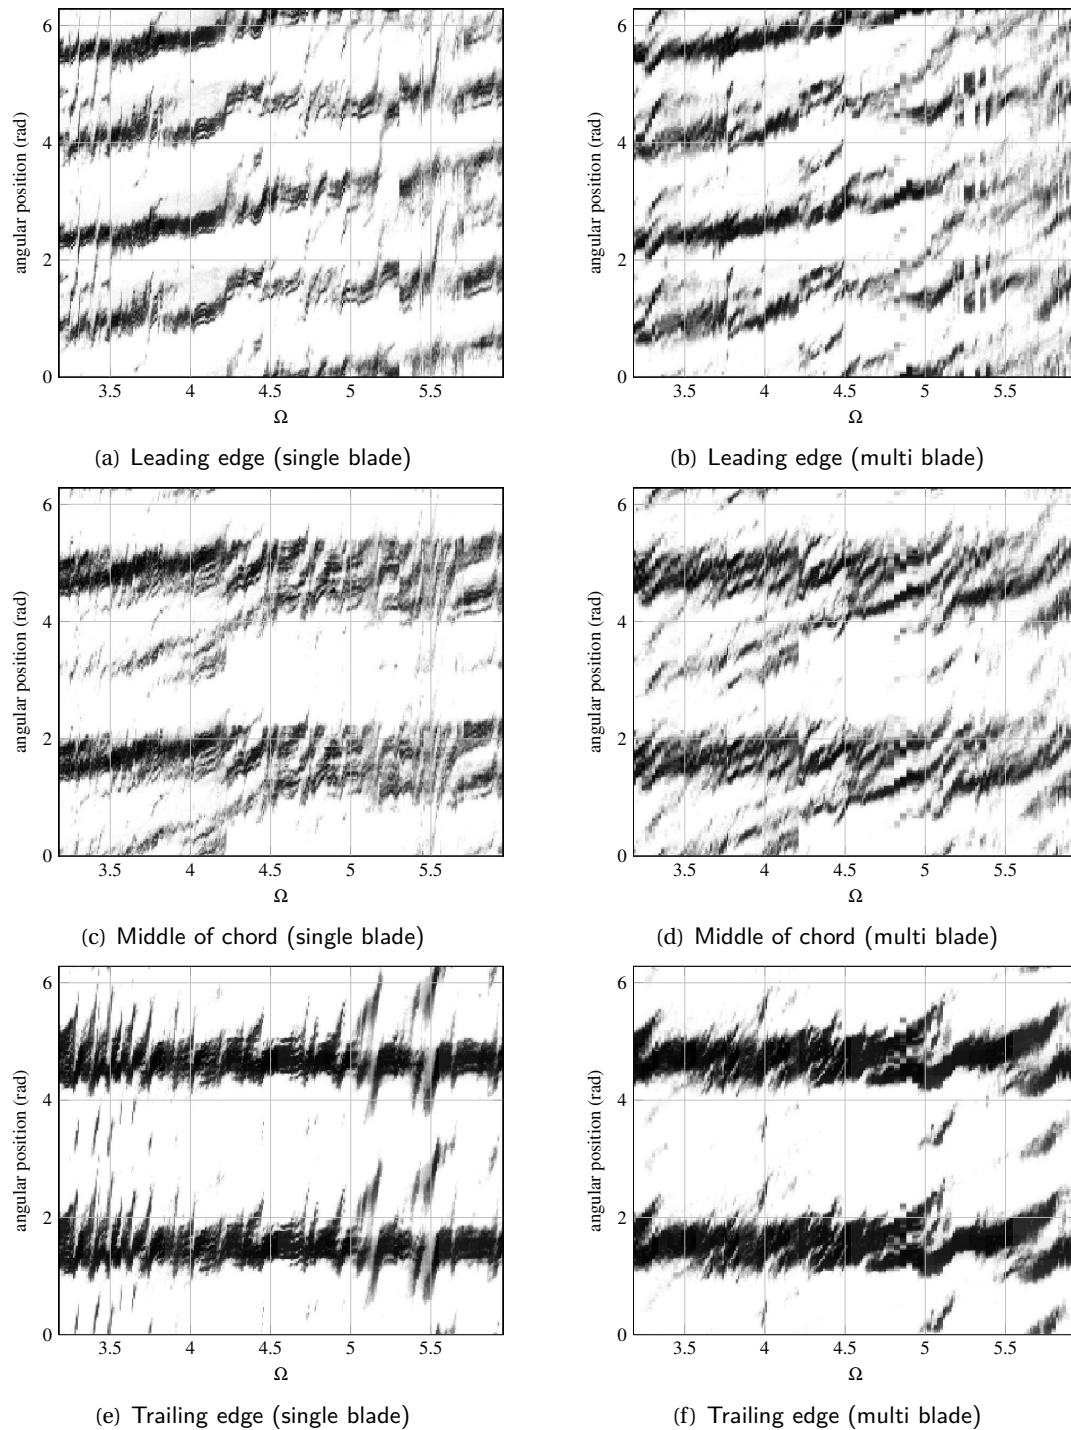 6
4
2
0
angular position (rad)
3.5 4 4.5 5 5.5
Ω
(a) Leading edge (single blade)
6
4
2
0
angular position (rad)
3.5 4 4.5 5 5.5
Ω
(b) Leading edge (multi blade)
6
4
2
0
angular position (rad)
3.5 4 4.5 5 5.5
Ω
(c) Middle of chord (single blade)
6
4
2
0
angular position (rad)
3.5 4 4.5 5 5.5
Ω
(d) Middle of chord (multi blade)
6
4
2
0
angular position (rad)
3.5 4 4.5 5 5.5
Ω
(e) Trailing edge (single blade)
6
4
2
0
angular position (rad)
3.5 4 4.5 5 5.5
Ω
(f) Trailing edge (multi blade)